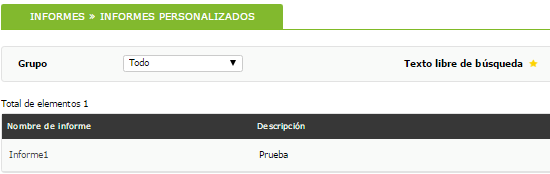 INFORMES » INFORMES PERSONALIZADOS
Grupo Todo Texto libre de búsqueda
Total de elementos 1
Nombre de informe Descripción
Informe1 Prueba